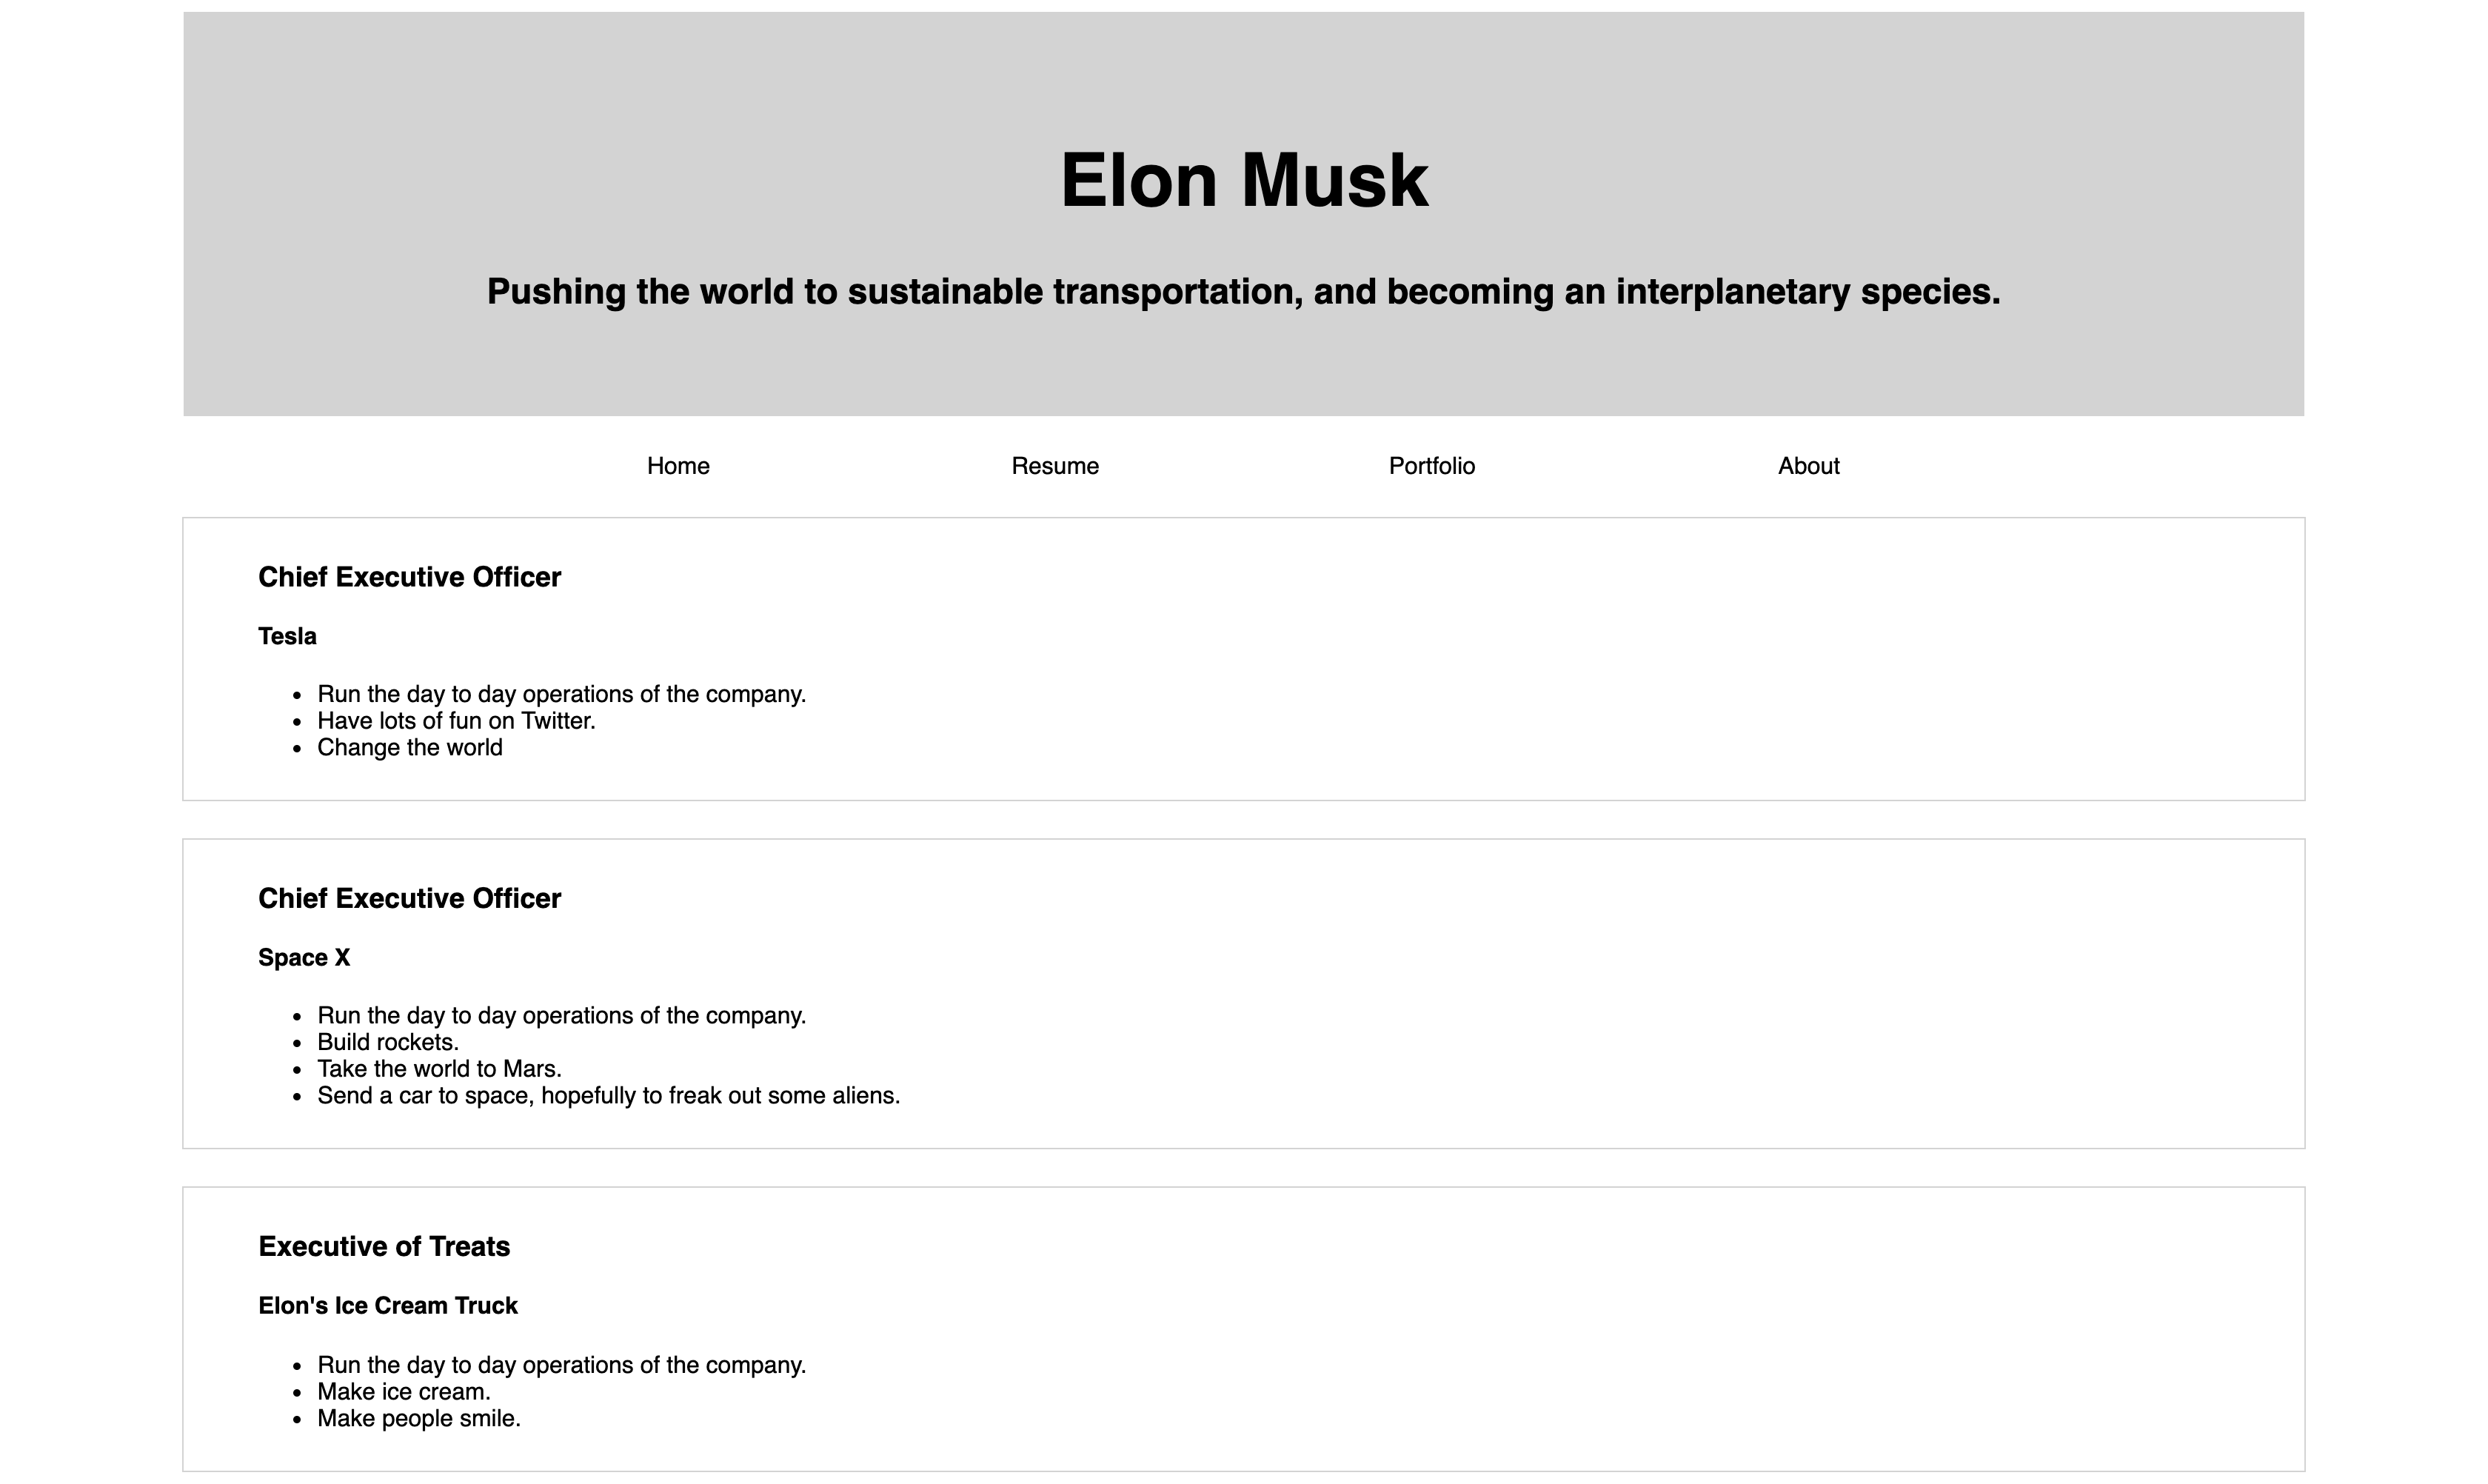 Elon Musk
Pushing the world to sustainable transportation, and becoming an interplanetary species.
Home Resume Portfolio About
Chief Executive Officer
Tesla
Run the day to day operations of the company.
Have lots of fun on Twitter.
Change the world
Chief Executive Officer
Space X
Run the day to day operations of the company.
Build rockets.
Take the world to Mars.
Send a car to space, hopefully to freak out some aliens.
Executive of Treats
Elon's Ice Cream Truck
Run the day to day operations of the company.
Make ice cream.
Make people smile.